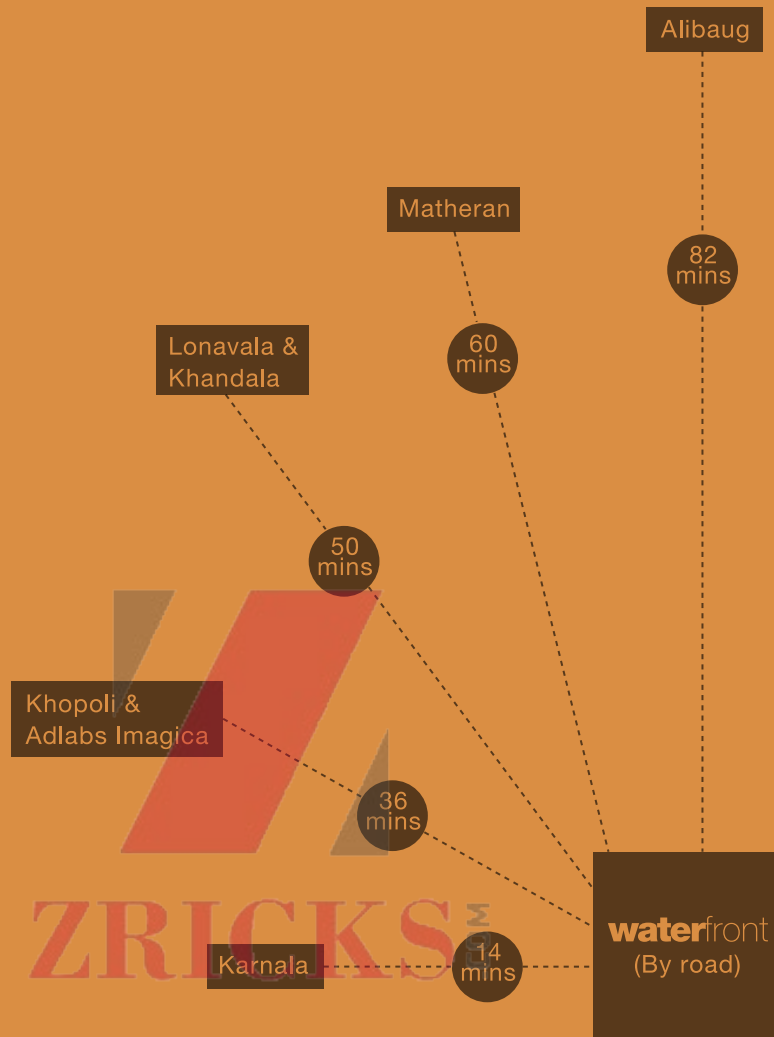 Alibaug
Matheran
82
mins
Lonavala &
Khandala
60
mins
50
mins
Khopoli &
Adlabs Imagica
36
mins
waterfront
(By road)
Karnala
14
mins
ZRICKS
.COM